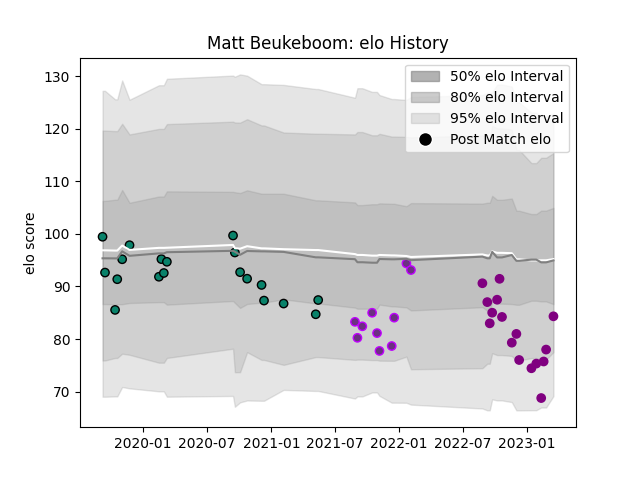 Matt Beukeboom: elo History
50% elo Interval
80% elo Interval
95% elo Interval
Post Match elo
elo score
130
120
110
100
90
80
70
2020-01 2020-07 2021-01 2021-07 2022-01 2022-07 2023-01